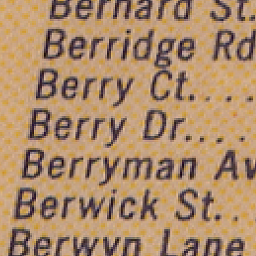 Bernard St.
Berridge Rd
Berry Ct....
Berry Dr....
Berryman Av
Berwick St..
Berwyn Lane